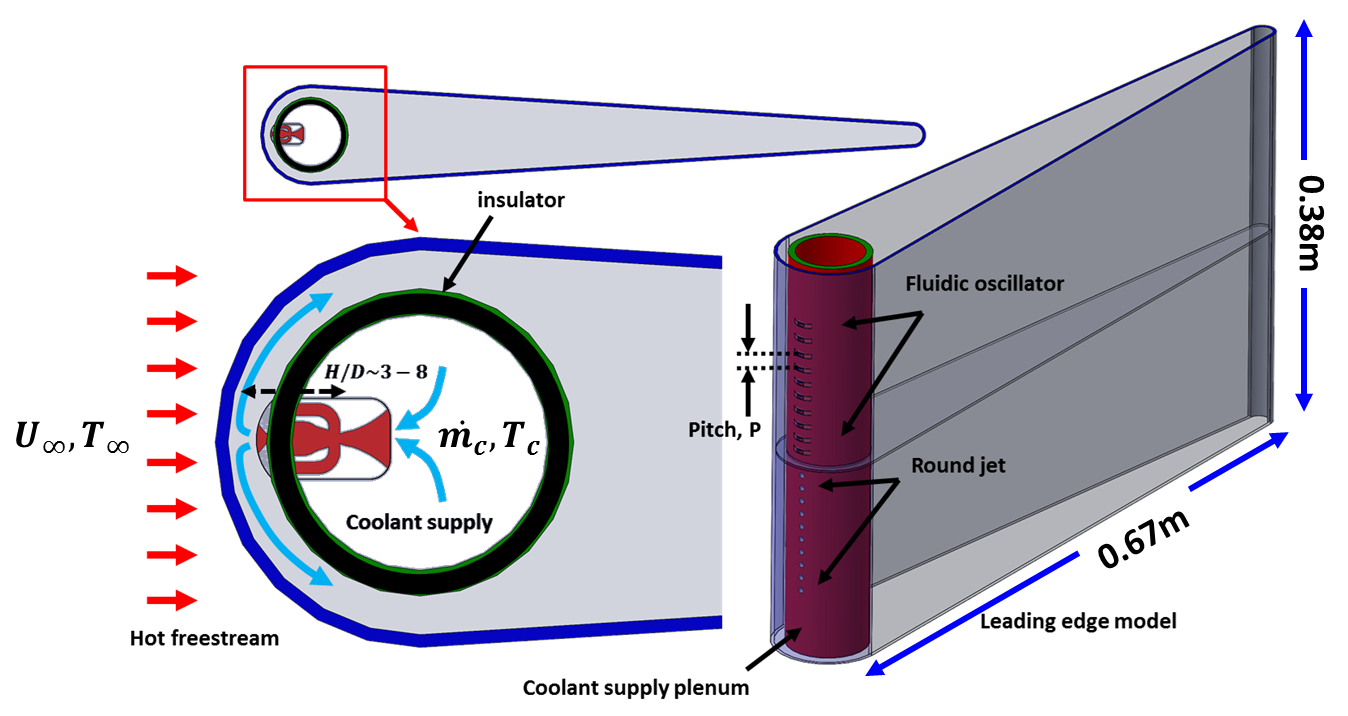 insulator
H/D~3 – 8
U∞, T∞
ṁc, Tc
Coolant supply
Hot freestream
Fluidic oscillator
Pitch, P
Round jet
0.38m
0.67m
Leading edge model
Coolant supply plenum